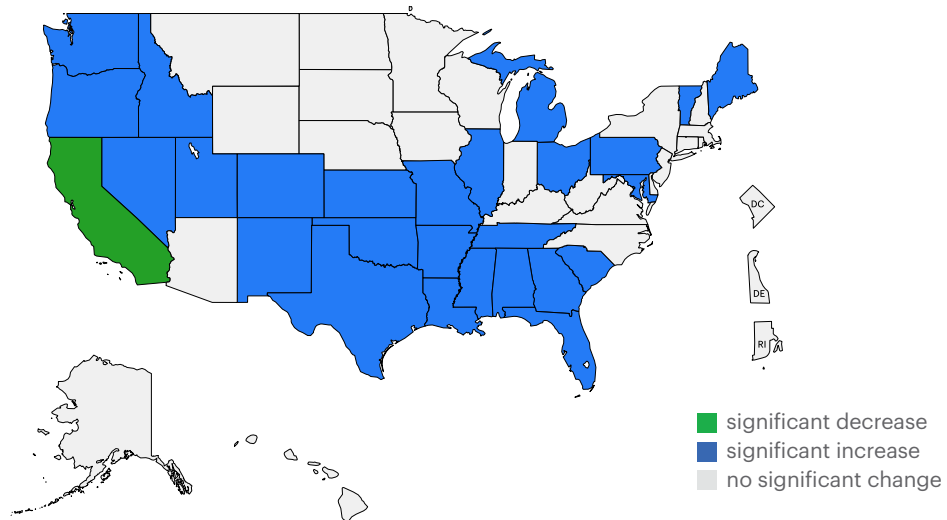 DC
DE
RI
significant decrease
significant increase
no significant change